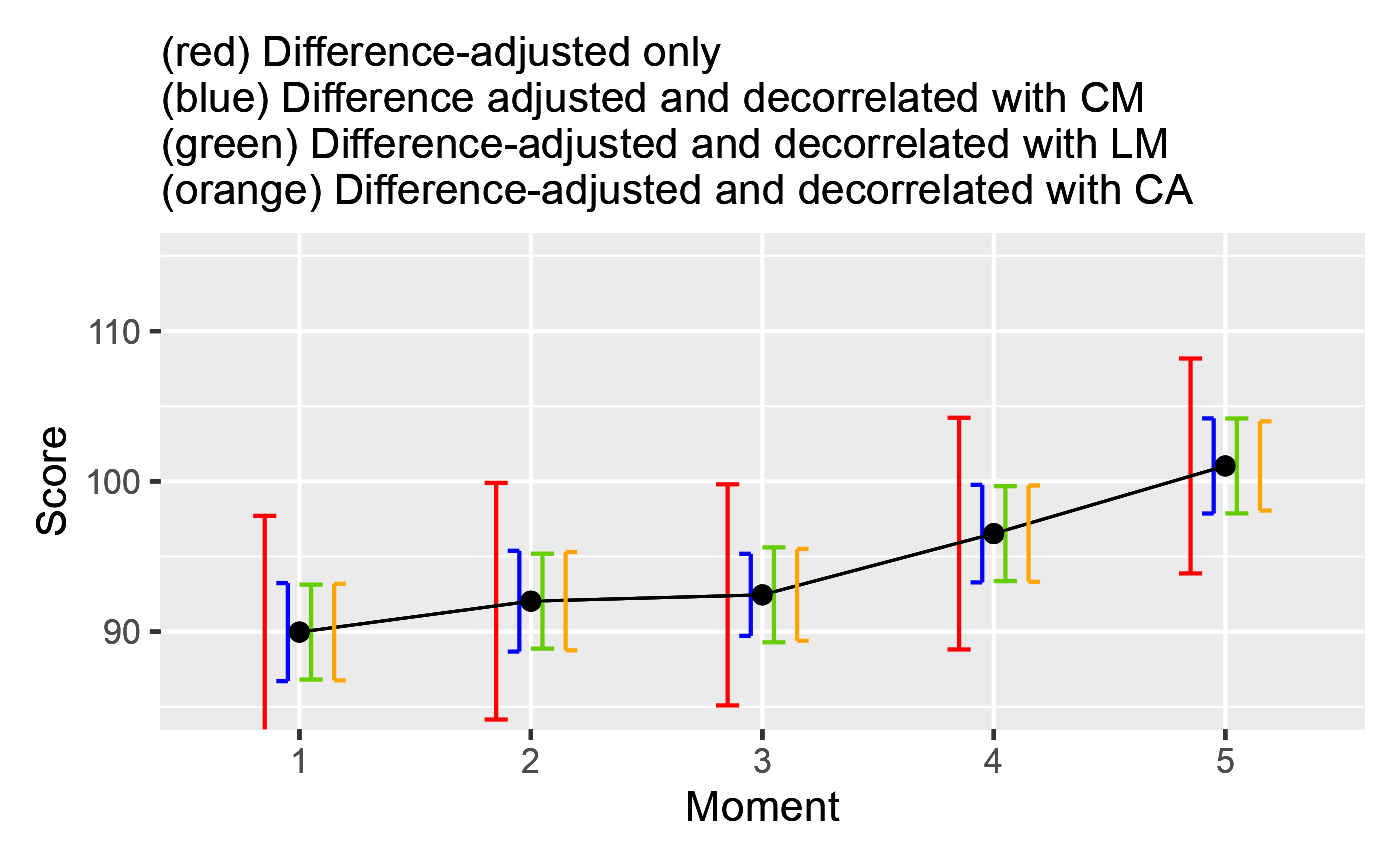 (red) Difference-adjusted only
(blue) Difference adjusted and decorrelated with CM
(green) Difference-adjusted and decorrelated with LM
(orange) Difference-adjusted and decorrelated with CA
110
100
90
Score
1 2 3 4 5
Moment